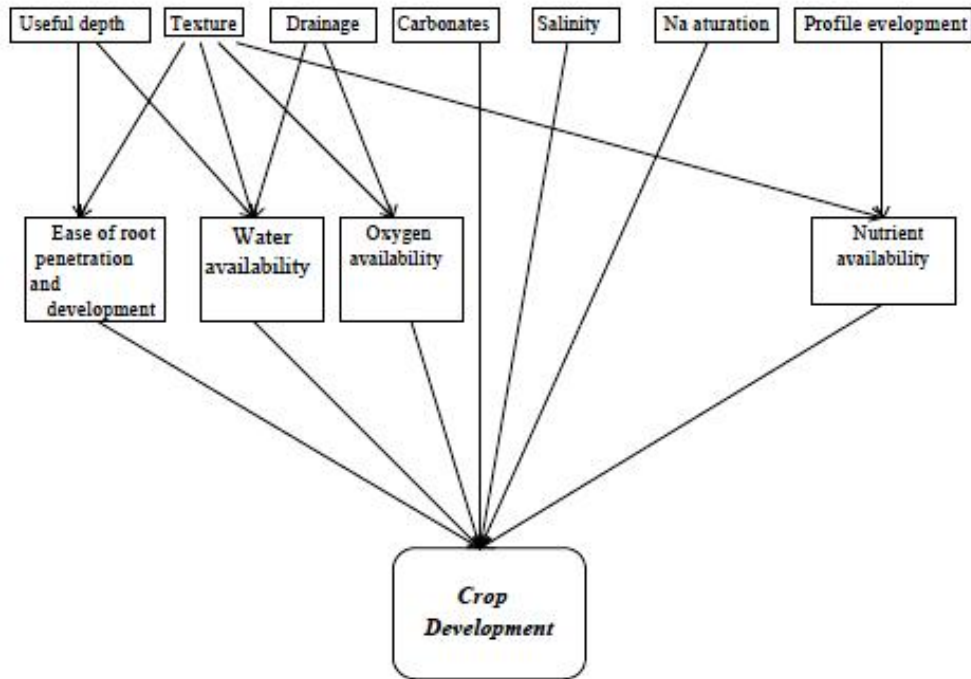 Useful depth
Texture
Drainage
Carbonates
Salinity
Na aturation
Profile evelopment
Ease of root
penetration
and
development
Water
availability
Oxygen
availability
Nutrient
availability
Crop
Development